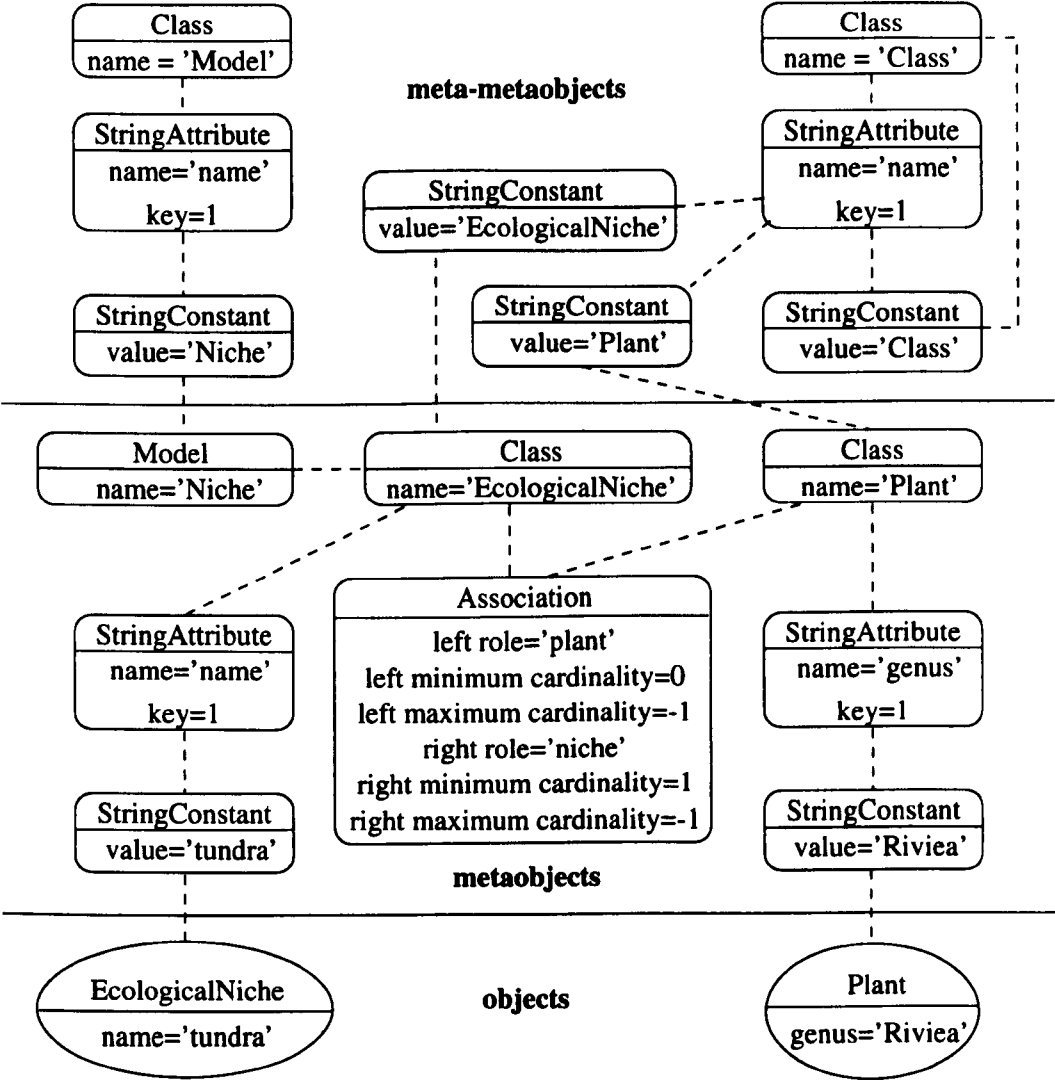 Class
name = 'Model'
StringAttribute
name='name'
key=1
StringConstant
value='Niche'
meta-metaobjects
StringConstant
value='EcologicalNiche'
StringConstant
value='Plant'
Class
name = 'Class'
StringAttribute
name='name'
key=1
StringConstant
value='Class'
Model
name='Niche'
Class
name='EcologicalNiche'
Class
name='Plant'
StringAttribute
name='name'
key=1
StringConstant
value='tundra'
Association
left role='plant'
left minimum cardinality=0
left maximum cardinality=-1
right role='niche'
right minimum cardinality=1
right maximum cardinality=-1
StringAttribute
name='genus'
key=1
StringConstant
value='Riviea'
metaobjects
EcologicalNiche
name='tundra'
objects
Plant
genus='Riviea'